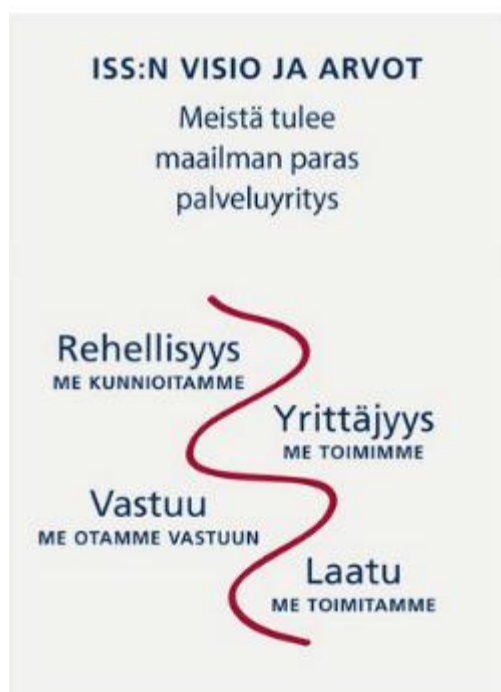 ISS:N VISIO JA ARVOT
Meistä tulee
maailman paras
palveluyritys
Rehellisyys
ME KUNNIOITAMME
Yrittäjyys
ME TOIMIMME
Vastuu
ME OTAMME VASTUUN
Laatu
ME TOIMITAMME